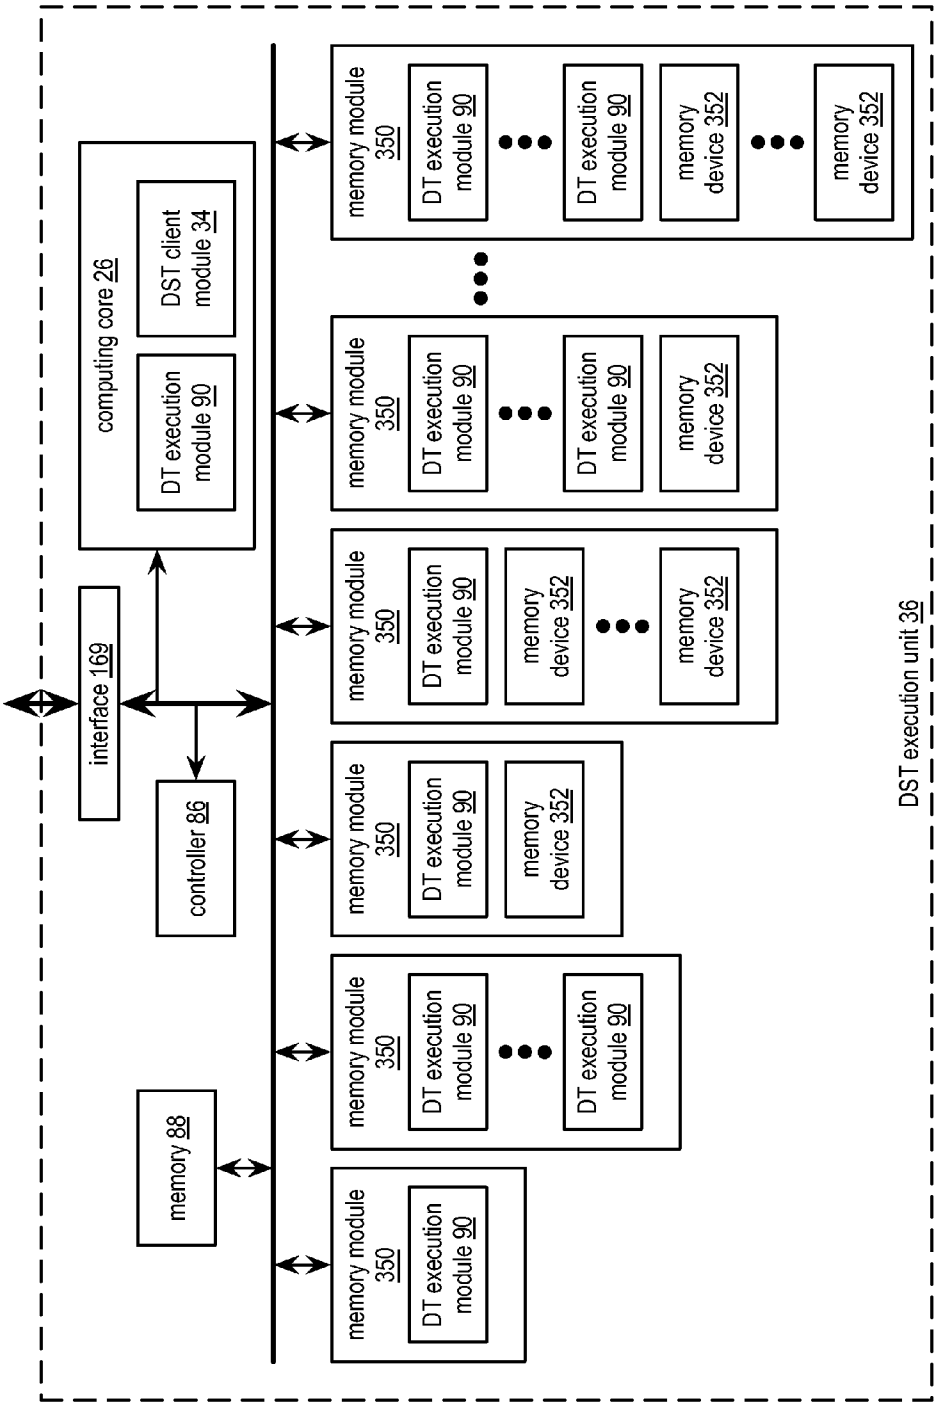 interface 169
computing core 26
DT execution
module 90
DST client
module 34
controller 86
memory 88
memory module
350
DT execution
module 90
memory module
350
DT execution
module 90
DT execution
module 90
memory module
350
DT execution
module 90
memory
device 352
memory module
350
DT execution
module 90
memory
device 352
memory
device 352
memory module
350
DT execution
module 90
DT execution
module 90
memory
device 352
memory module
350
DT execution
module 90
DT execution
module 90
memory
device 352
memory
device 352
DST execution unit 36